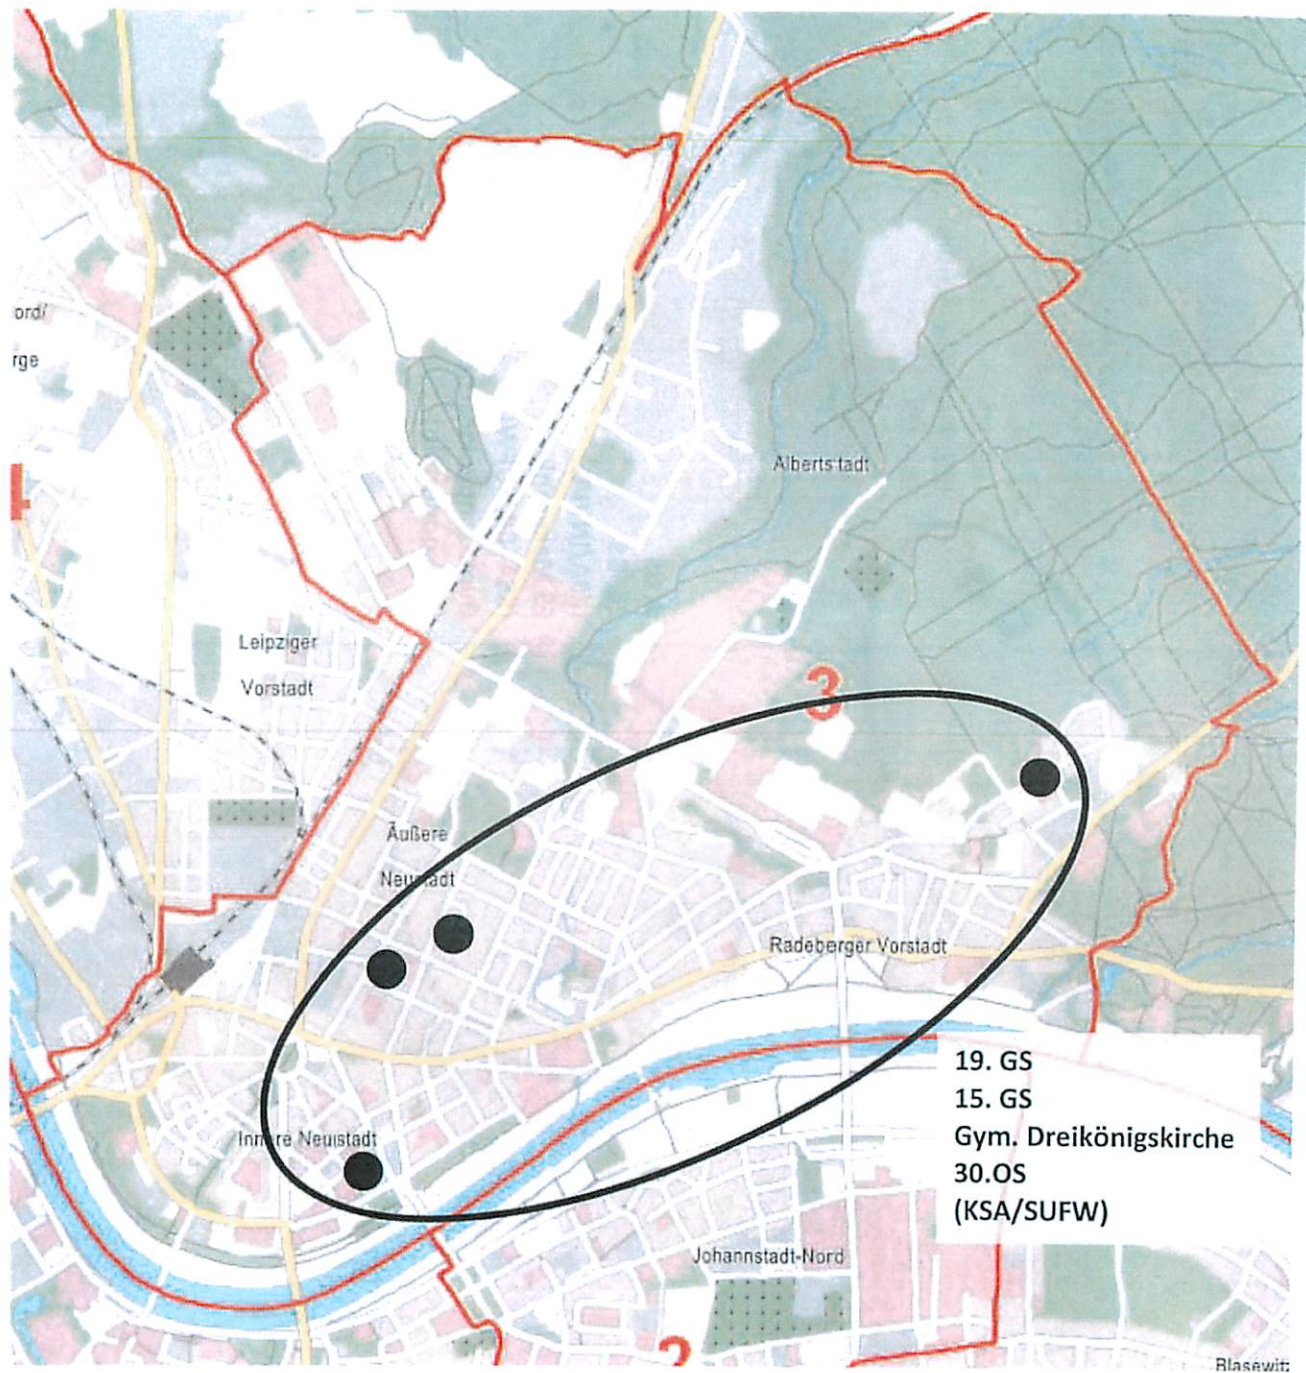 ord/
rge
Albertstadt
4
Leipziger
Vorstadt
3
Äußere
Neustadt
Radeberger Vorstadt
19. GS
15. GS
Gym. Dreikönigskirche
30.OS
(KSA/SUFW)
Innere Neustadt
Johannstadt-Nord
2
Blasewitz